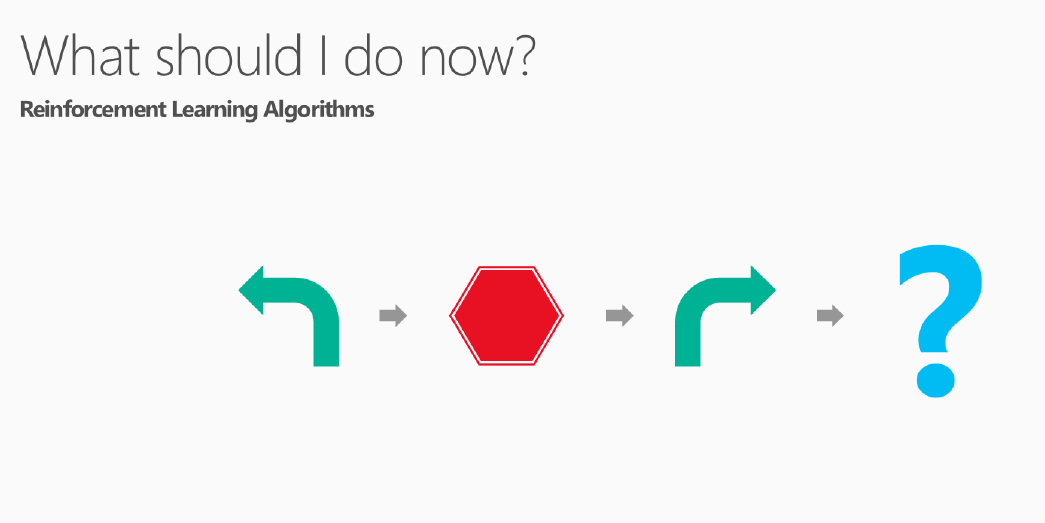 What should I do now?
Reinforcement Learning Algorithms
?